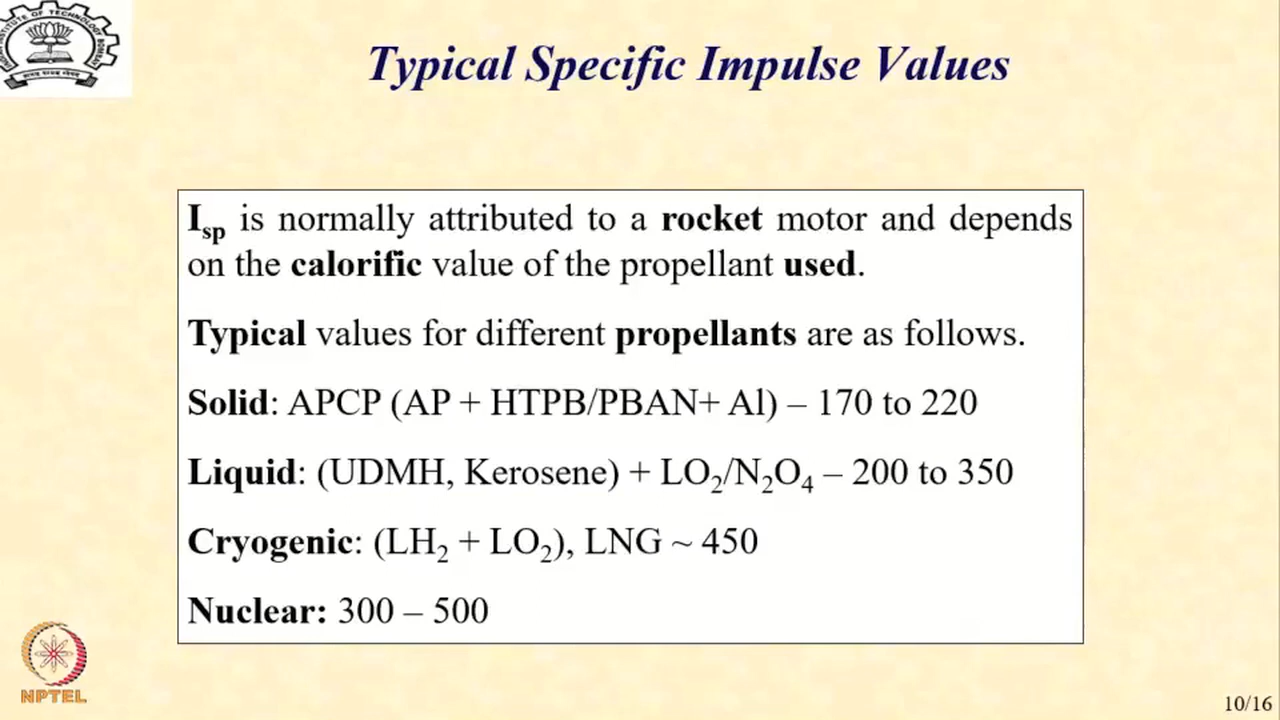 Typical Specific Impulse Values
I_sp is normally attributed to a rocket motor and depends
on the calorific value of the propellant used.
Typical values for different propellants are as follows.
Solid: APCP (AP + HTPB/PBAN+ Al) – 170 to 220
Liquid: (UDMH, Kerosene) + LO₂/N₂O₄ – 200 to 350
Cryogenic: (LH₂ + LO₂), LNG ~ 450
Nuclear: 300 – 500
NPTEL
10/16